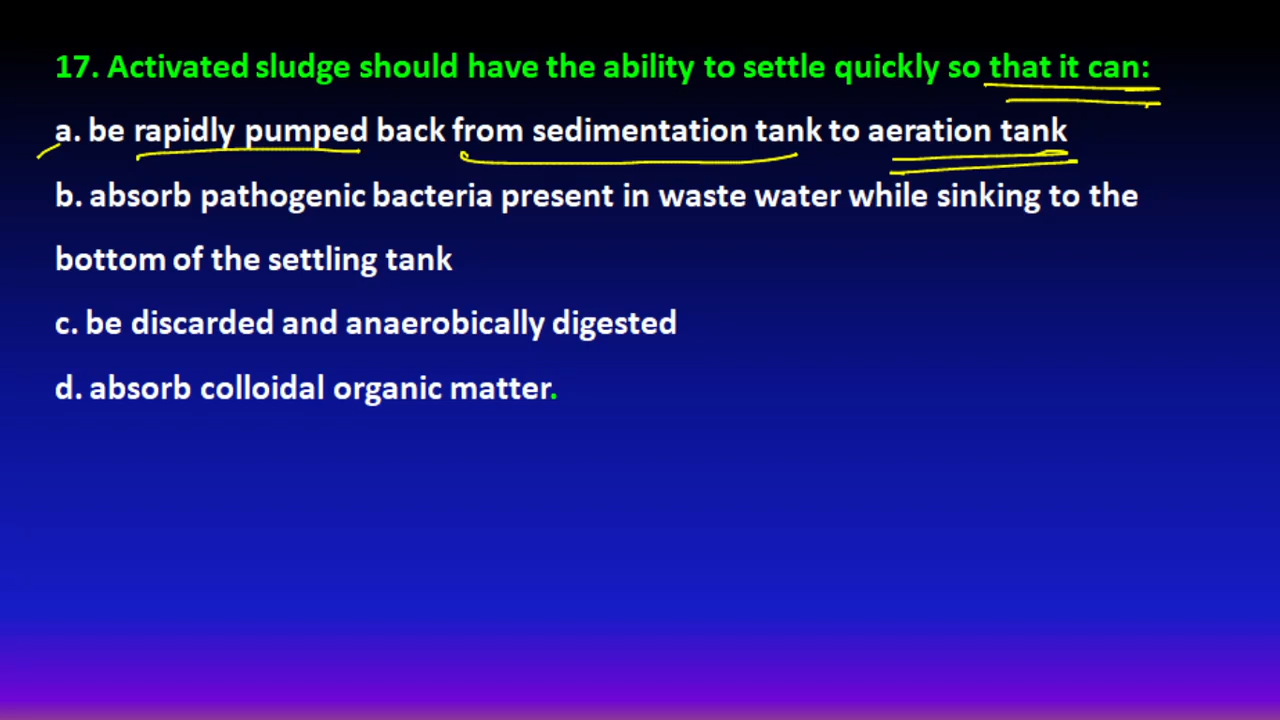 17. Activated sludge should have the ability to settle quickly so that it can:
a. be rapidly pumped back from sedimentation tank to aeration tank
b. absorb pathogenic bacteria present in waste water while sinking to the
bottom of the settling tank
c. be discarded and anaerobically digested
d. absorb colloidal organic matter.